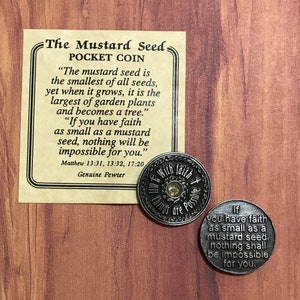 The Mustard Seed
POCKET COIN
"The mustard seed is
the smallest of all seeds,
yet when it grows, it is the
largest of garden plants
and becomes a tree."
"If you have faith
as small as a mustard
seed, nothing will be
impossible for you."
Matthew 13:31, 13:32, 17:20
Genuine Pewter
With Faith
All Things are Possible
If
you have faith
as small as a
mustard seed,
nothing shall
be impossible
for you.